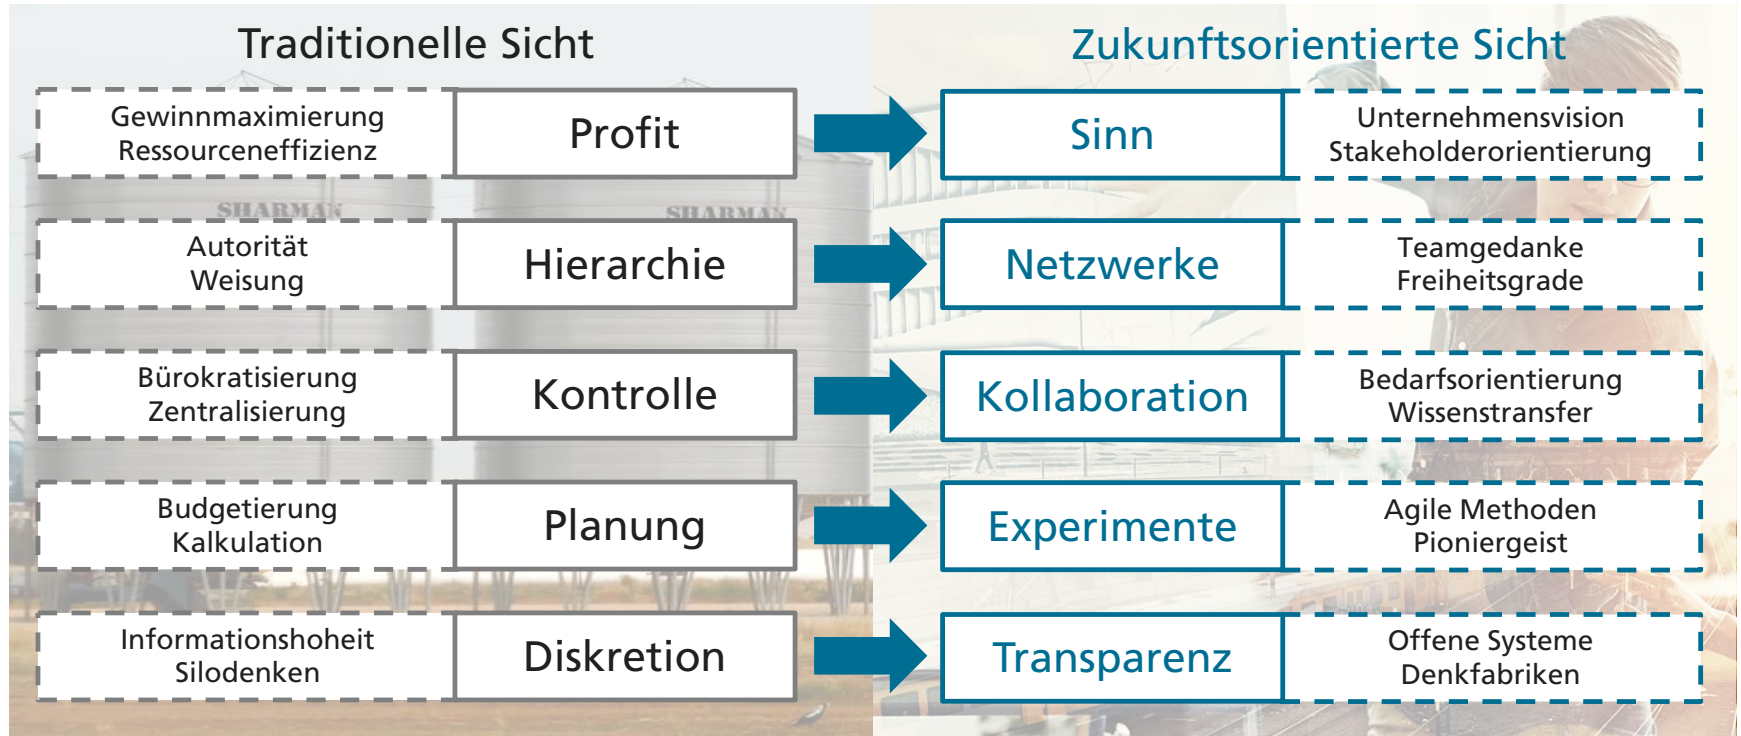 Traditionelle Sicht
Zukunftsorientierte Sicht
Gewinnmaximierung
Ressourceneffizienz
Profit
Sinn
Unternehmensvision
Stakeholderorientierung
SHARMAN
SHARMAN
Autorität
Weisung
Hierarchie
Netzwerke
Teamgedanke
Freiheitsgrade
Bürokratisierung
Zentralisierung
Kontrolle
Kollaboration
Bedarfsorientierung
Wissenstransfer
Budgetierung
Kalkulation
Planung
Experimente
Agile Methoden
Pioniergeist
Informationshoheit
Silodenken
Diskretion
Transparenz
Offene Systeme
Denkfabriken